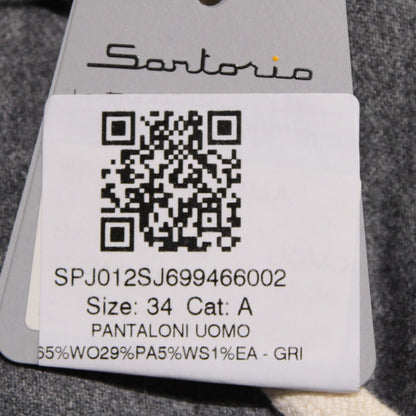 Sartorio
SPJ012SJ699466002
Size: 34 Cat: A
PANTALONI UOMO
65%WO29%PA5%WS1%EA - GRI